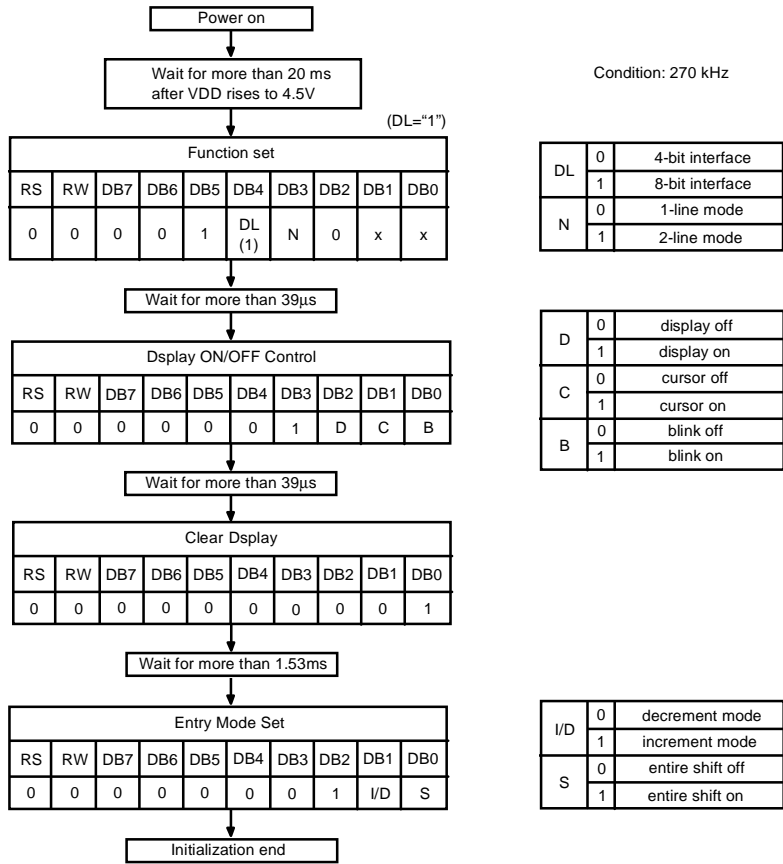 Power on
Wait for more than 20 ms
after VDD rises to 4.5V
Condition: 270 kHz
(DL=“1”)
Function set
RS RW DB7 DB6 DB5 DB4 DB3 DB2 DB1 DB0
0 0 0 0 1 DL (1) N 0 x x
DL 0 4-bit interface
1 8-bit interface
N 0 1-line mode
1 2-line mode
Wait for more than 39μs
Dsplay ON/OFF Control
RS RW DB7 DB6 DB5 DB4 DB3 DB2 DB1 DB0
0 0 0 0 0 0 1 D C B
D 0 display off
1 display on
C 0 cursor off
1 cursor on
B 0 blink off
1 blink on
Wait for more than 39μs
Clear Dsplay
RS RW DB7 DB6 DB5 DB4 DB3 DB2 DB1 DB0
0 0 0 0 0 0 0 0 0 1
Wait for more than 1.53ms
Entry Mode Set
RS RW DB7 DB6 DB5 DB4 DB3 DB2 DB1 DB0
0 0 0 0 0 0 0 1 I/D S
I/D 0 decrement mode
1 increment mode
S 0 entire shift off
1 entire shift on
Initialization end